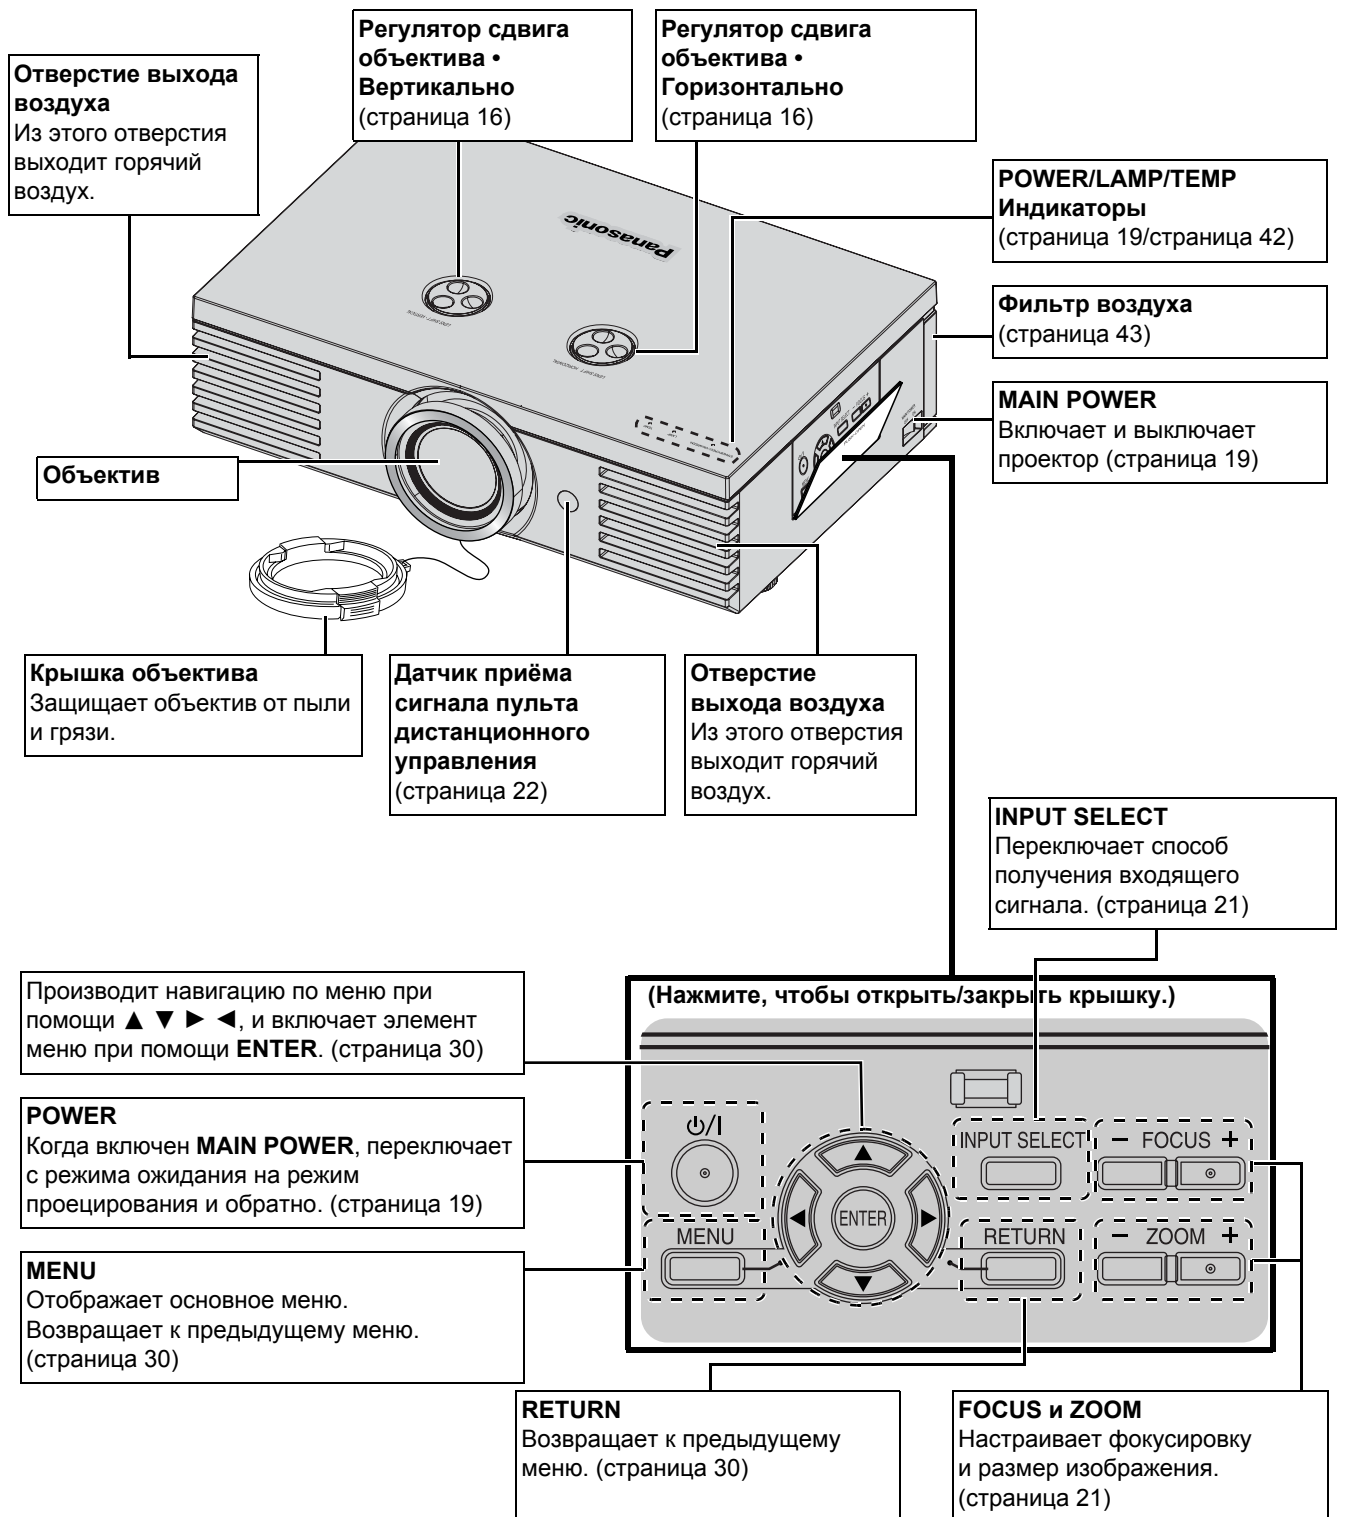 Регулятор сдвига
объектива •
Вертикально
(страница 16)
Регулятор сдвига
объектива •
Горизонтально
(страница 16)
Отверстие выхода
воздуха
Из этого отверстия
выходит горячий
воздух.
POWER/LAMP/TEMP
Индикаторы
(страница 19/страница 42)
Panasonic
Фильтр воздуха
(страница 43)
MAIN POWER
Включает и выключает
проектор (страница 19)
Объектив
Крышка объектива
Защищает объектив от пыли
и грязи.
Датчик приёма
сигнала пульта
дистанционного
управления
(страница 22)
Отверстие
выхода воздуха
Из этого отверстия
выходит горячий
воздух.
INPUT SELECT
Переключает способ
получения входящего
сигнала. (страница 21)
Производит навигацию по меню при
помощи ▲ ▼ ► ◄, и включает элемент
меню при помощи ENTER. (страница 30)
POWER
Когда включен MAIN POWER, переключает
с режима ожидания на режим
проецирования и обратно. (страница 19)
MENU
Отображает основное меню.
Возвращает к предыдущему меню.
(страница 30)
(Нажмите, чтобы открыть/закрыть крышку.)
⏻/I
INPUT SELECT
− FOCUS +
ENTER
MENU
RETURN
− ZOOM +
RETURN
Возвращает к предыдущему
меню. (страница 30)
FOCUS и ZOOM
Настраивает фокусировку
и размер изображения.
(страница 21)